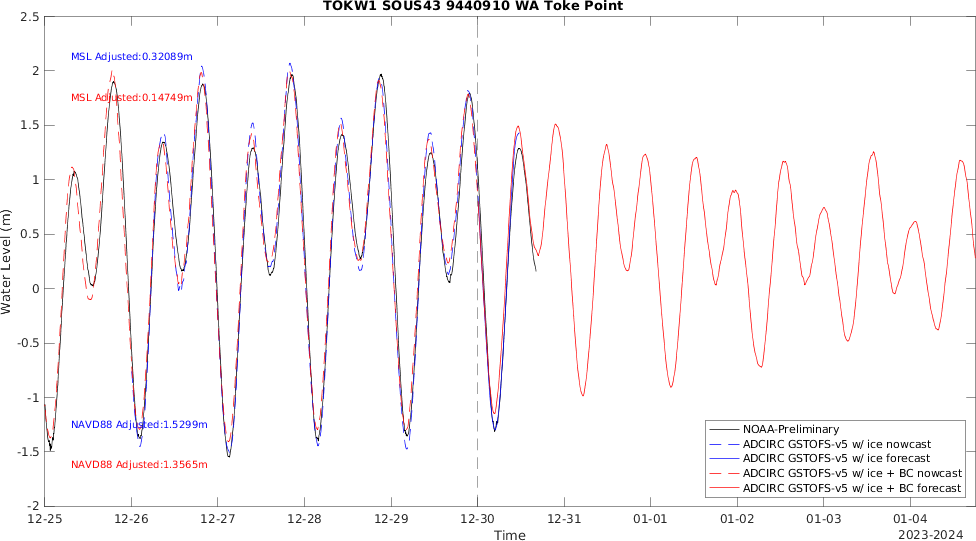 TOKW1 SOUS43 9440910 WA Toke Point
2.5
2
1.5
1
0.5
0
-0.5
-1
-1.5
-2
Water Level (m)
MSL Adjusted:0.32089m
MSL Adjusted:0.14749m
NAVD88 Adjusted:1.5299m
NAVD88 Adjusted:1.3565m
NOAA-Preliminary
ADCIRC GSTOFS-v5 w/ ice nowcast
ADCIRC GSTOFS-v5 w/ ice forecast
ADCIRC GSTOFS-v5 w/ ice + BC nowcast
ADCIRC GSTOFS-v5 w/ ice + BC forecast
12-25 12-26 12-27 12-28 12-29 12-30 12-31 01-01 01-02 01-03 01-04
Time
2023-2024